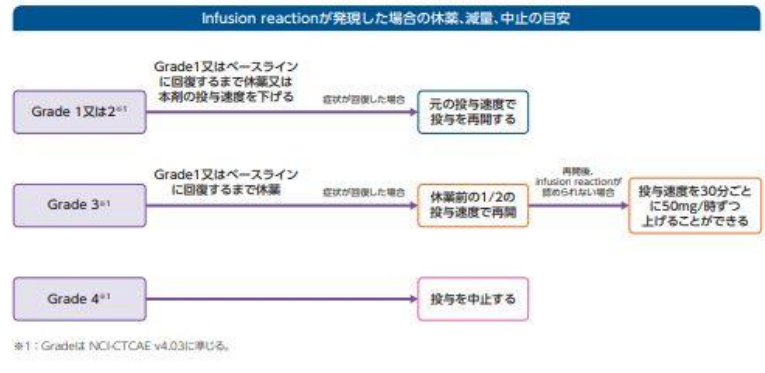 Infusion reactionが発現した場合の休薬、減量、中止の目安
Grade 1又は2※1
Grade1又はベースライン
に回復するまで休薬又は
本剤の投与速度を下げる
症状が回復した場合
元の投与速度で
投与を再開する
Grade 3※1
Grade1又はベースライン
に回復するまで休薬
症状が回復した場合
休薬前の1/2の
投与速度で再開
再開後、
infusion reactionが
認められない場合
投与速度を30分ごと
に50mg/時ずつ
上げることができる
Grade 4※1
投与を中止する
※1：Gradeは NCI-CTCAE v4.03に準じる。